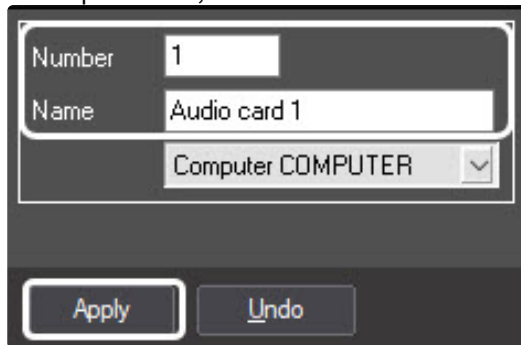 Number 1
Name Audio card 1
Computer COMPUTER
Apply Undo